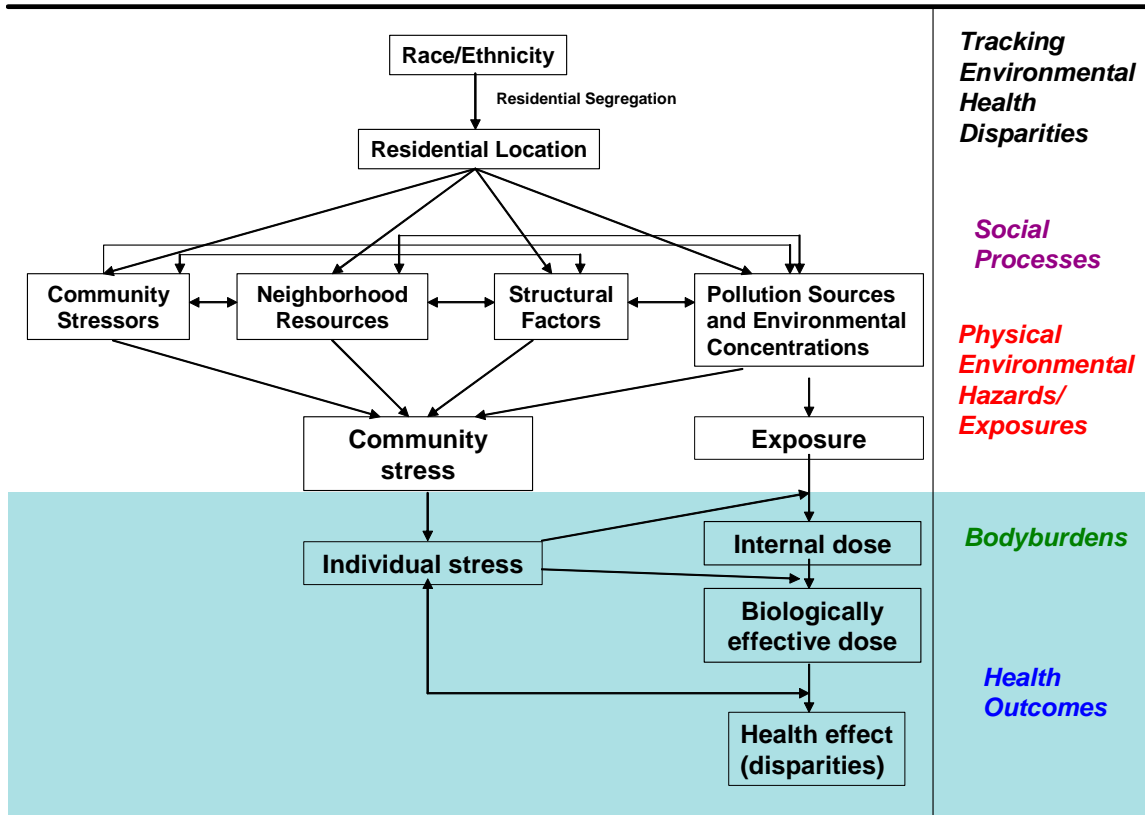 Race/Ethnicity
Residential Segregation
Residential Location
Community
Stressors
Neighborhood
Resources
Structural
Factors
Pollution Sources
and Environmental
Concentrations
Community
stress
Exposure
Individual stress
Internal dose
Biologically
effective dose
Health effect
(disparities)
Tracking
Environmental
Health
Disparities
Social
Processes
Physical
Environmental
Hazards/
Exposures
Bodyburdens
Health
Outcomes